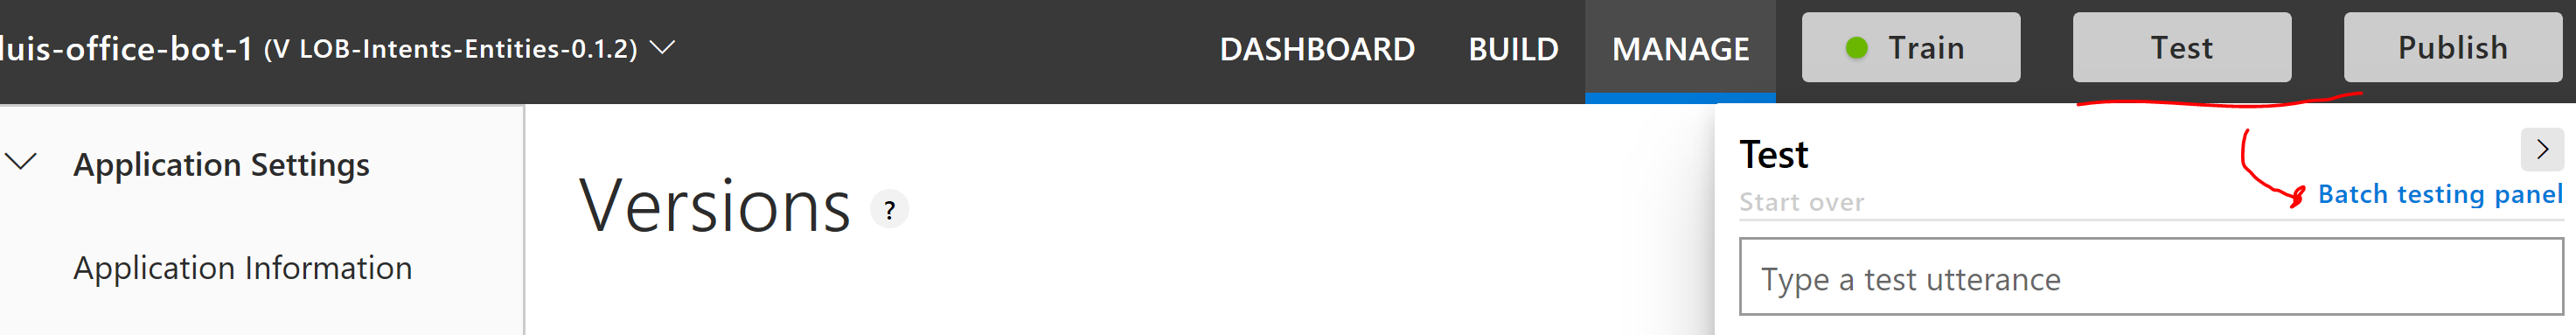 luis-office-bot-1 (V LOB-Intents-Entities-0.1.2)
DASHBOARD
BUILD
MANAGE
Train
Test
Publish
Application Settings
Application Information
Versions ?
Test
Start over
Batch testing panel
Type a test utterance